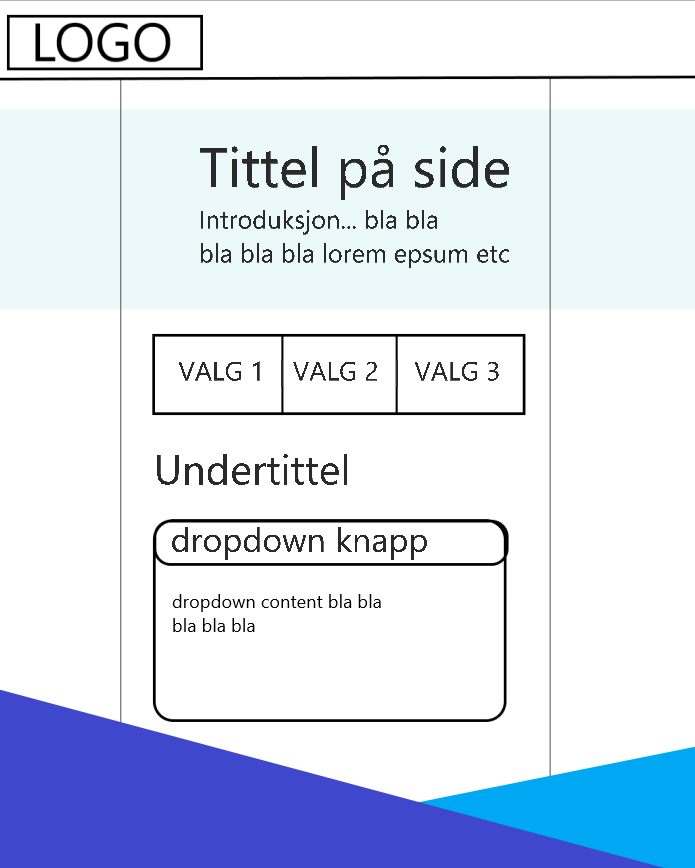 LOGO
Tittel på side
Introduksjon... bla bla
bla bla bla lorem epsum etc
VALG 1
VALG 2
VALG 3
Undertittel
dropdown knapp
dropdown content bla bla
bla bla bla